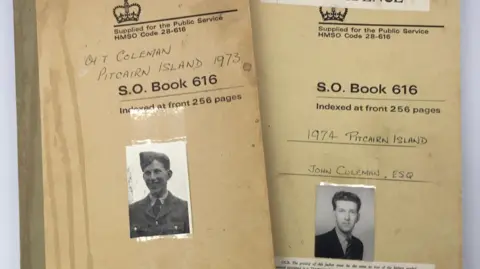 Supplied for the Public Service
HMSO Code 28-616
COLEMAN
PITCAIRN ISLAND 1973
S.O. Book 616
Indexed at front 256 pages
Supplied for the Public Service
HMSO Code 28-616
S.O. Book 616
Indexed at front 256 pages
1974 PITCAIRN ISLAND
JOHN COLEMAN, ESQ